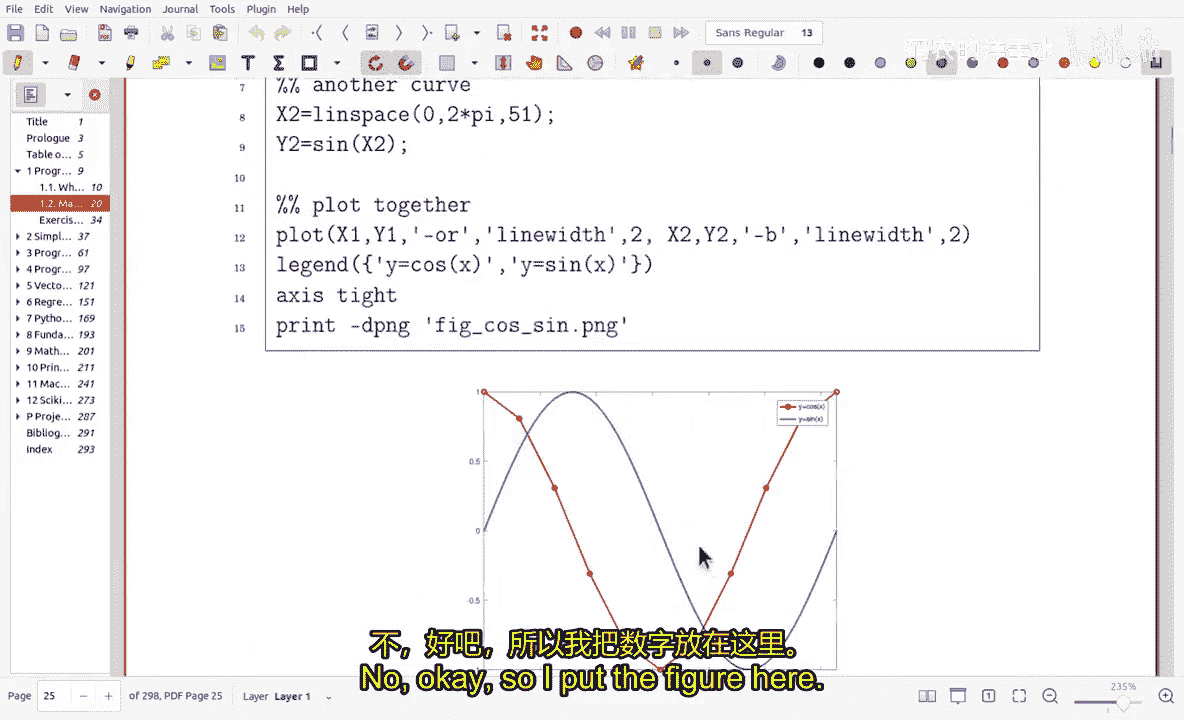 File Edit View Navigation Journal Tools Plugin Help
Sans Regular 13
Title 1
Prologue 3
Table o... 5
1 Progr... 9
1.1. Wh... 10
1.2. Ma... 20
Exercis... 34
2 Simpl... 37
3 Progr... 61
4 Progr... 97
5 Vecto... 121
6 Regre... 151
7 Pytho... 169
8 Funda... 193
9 Math... 201
10 Prin... 211
11 Mac... 241
12 Sciki... 273
P Proje... 287
Bibliog... 291
Index 293
7 %% another curve
8 X2=linspace(0,2*pi,51);
9 Y2=sin(X2);
10
11 %% plot together
12 plot(X1,Y1,'-or','linewidth',2, X2,Y2,'-b','linewidth',2)
13 legend({'y=cos(x)','y=sin(x)'})
14 axis tight
15 print -dpng 'fig_cos_sin.png'
1
y=cos(x)
y=sin(x)
0.5
0
-0.5
不，好吧，所以我把数字放在这里。
No, okay, so I put the figure here.
Page 25 of 298, PDF Page 25 Layer Layer 1 235%